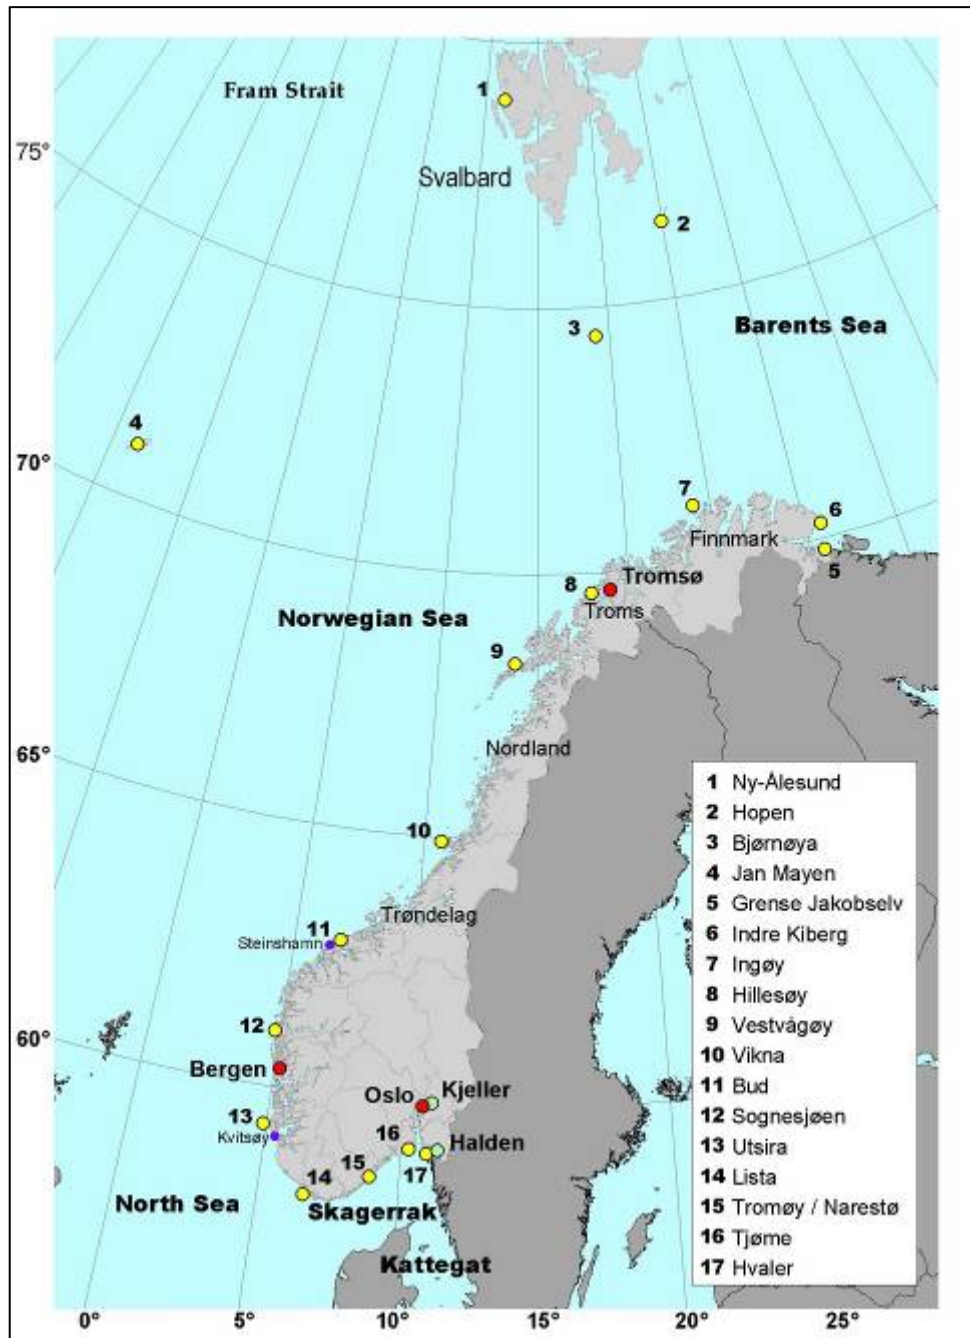 Fram Strait
1
75°
Svalbard
2
3
Barents Sea
4
70°
7
6
Finnmark
5
8
Tromsø
Troms
Norwegian Sea
9
Nordland
65°
10
Trøndelag
11
Steinshamn
12
60°
Bergen
Oslo
Kjeller
13
Kvitsøy
16
Halden
15
17
14
North Sea
Skagerrak
Kattegat
1 Ny-Ålesund
2 Hopen
3 Bjørnøya
4 Jan Mayen
5 Grense Jakobselv
6 Indre Kiberg
7 Ingøy
8 Hillesøy
9 Vestvågøy
10 Vikna
11 Bud
12 Sognesjøen
13 Utsira
14 Lista
15 Tromøy / Narestø
16 Tjøme
17 Hvaler
0° 5° 10° 15° 20° 25°